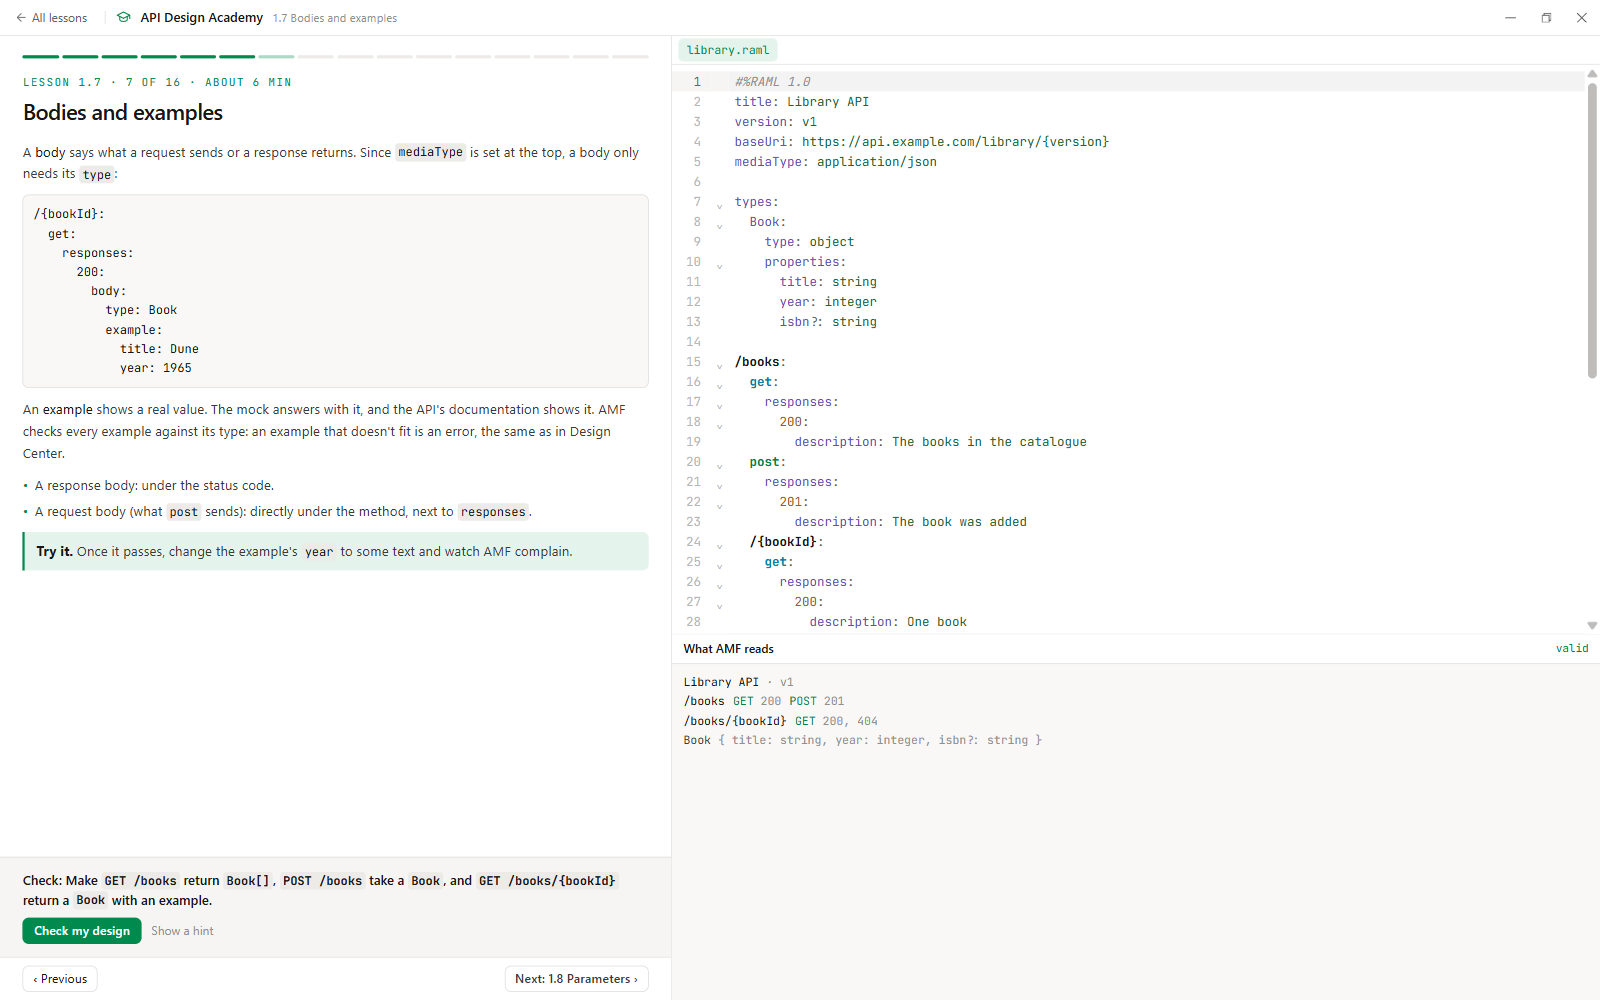 All lessons
API Design Academy
1.7 Bodies and examples
LESSON 1.7 · 7 OF 16 · ABOUT 6 MIN
Bodies and examples
A body says what a request sends or a response returns. Since mediaType is set at the top, a body only
needs its type:
/{bookId}:
  get:
    responses:
      200:
        body:
          type: Book
          example:
            title: Dune
            year: 1965
An example shows a real value. The mock answers with it, and the API's documentation shows it. AMF
checks every example against its type: an example that doesn't fit is an error, the same as in Design
Center.
• A response body: under the status code.
• A request body (what post sends): directly under the method, next to responses.
Try it. Once it passes, change the example's year to some text and watch AMF complain.
Check: Make GET /books return Book[], POST /books take a Book, and GET /books/{bookId}
return a Book with an example.
Check my design
Show a hint
‹ Previous
Next: 1.8 Parameters ›
library.raml
1 #%RAML 1.0
2 title: Library API
3 version: v1
4 baseUri: https://api.example.com/library/{version}
5 mediaType: application/json
6
7 types:
8   Book:
9     type: object
10     properties:
11       title: string
12       year: integer
13       isbn?: string
14
15 /books:
16   get:
17     responses:
18       200:
19         description: The books in the catalogue
20   post:
21     responses:
22       201:
23         description: The book was added
24   /{bookId}:
25     get:
26       responses:
27         200:
28           description: One book
What AMF reads
valid
Library API · v1
/books GET 200 POST 201
/books/{bookId} GET 200, 404
Book { title: string, year: integer, isbn?: string }